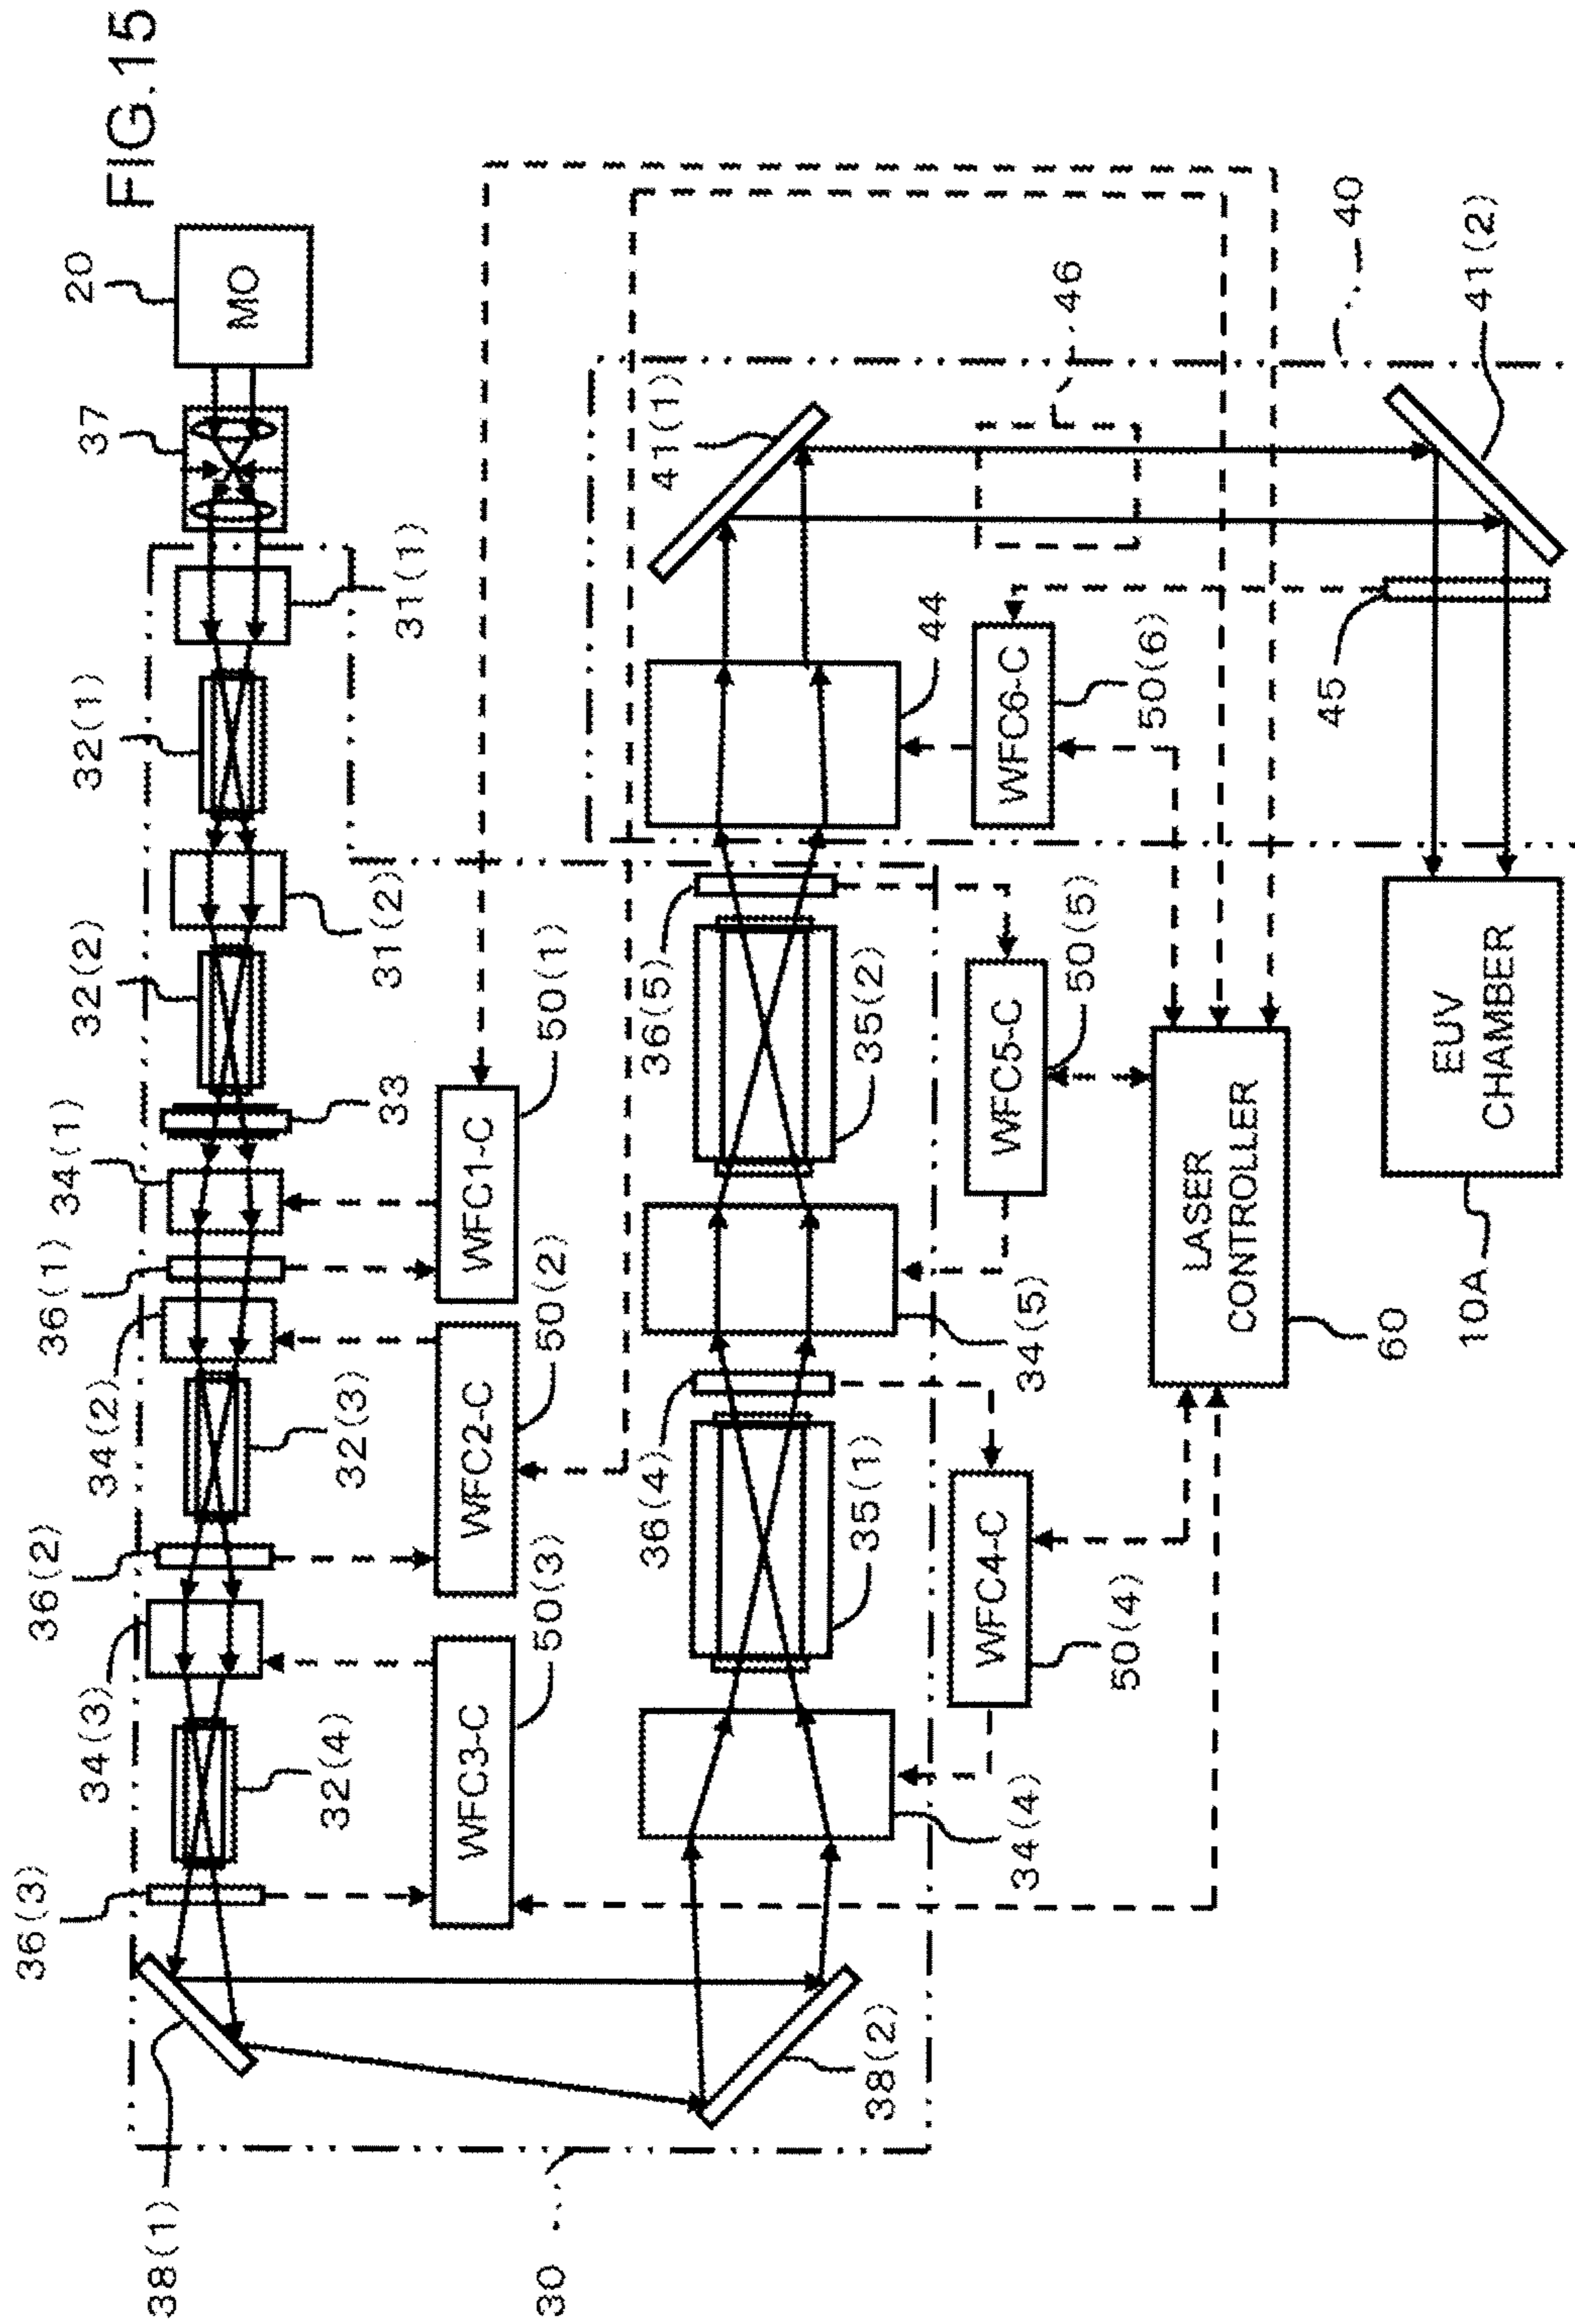 FIG.15
20
MO
37
31(1)
32(1)
31(2)
32(2)
33
34(1)
36(1)
34(2)
32(3)
36(2)
34(3)
32(4)
36(3)
38(1)
50(1)
WFC1-C
50(2)
WFC2-C
50(3)
WFC3-C
40
46
41(1)
41(2)
44
WFC6-C
50(6)
45
36(5)
35(2)
WFC5-C
50(5)
34(5)
36(4)
35(1)
WFC4-C
50(4)
34(4)
38(2)
30
LASER
CONTROLLER
60
EUV
CHAMBER
10A